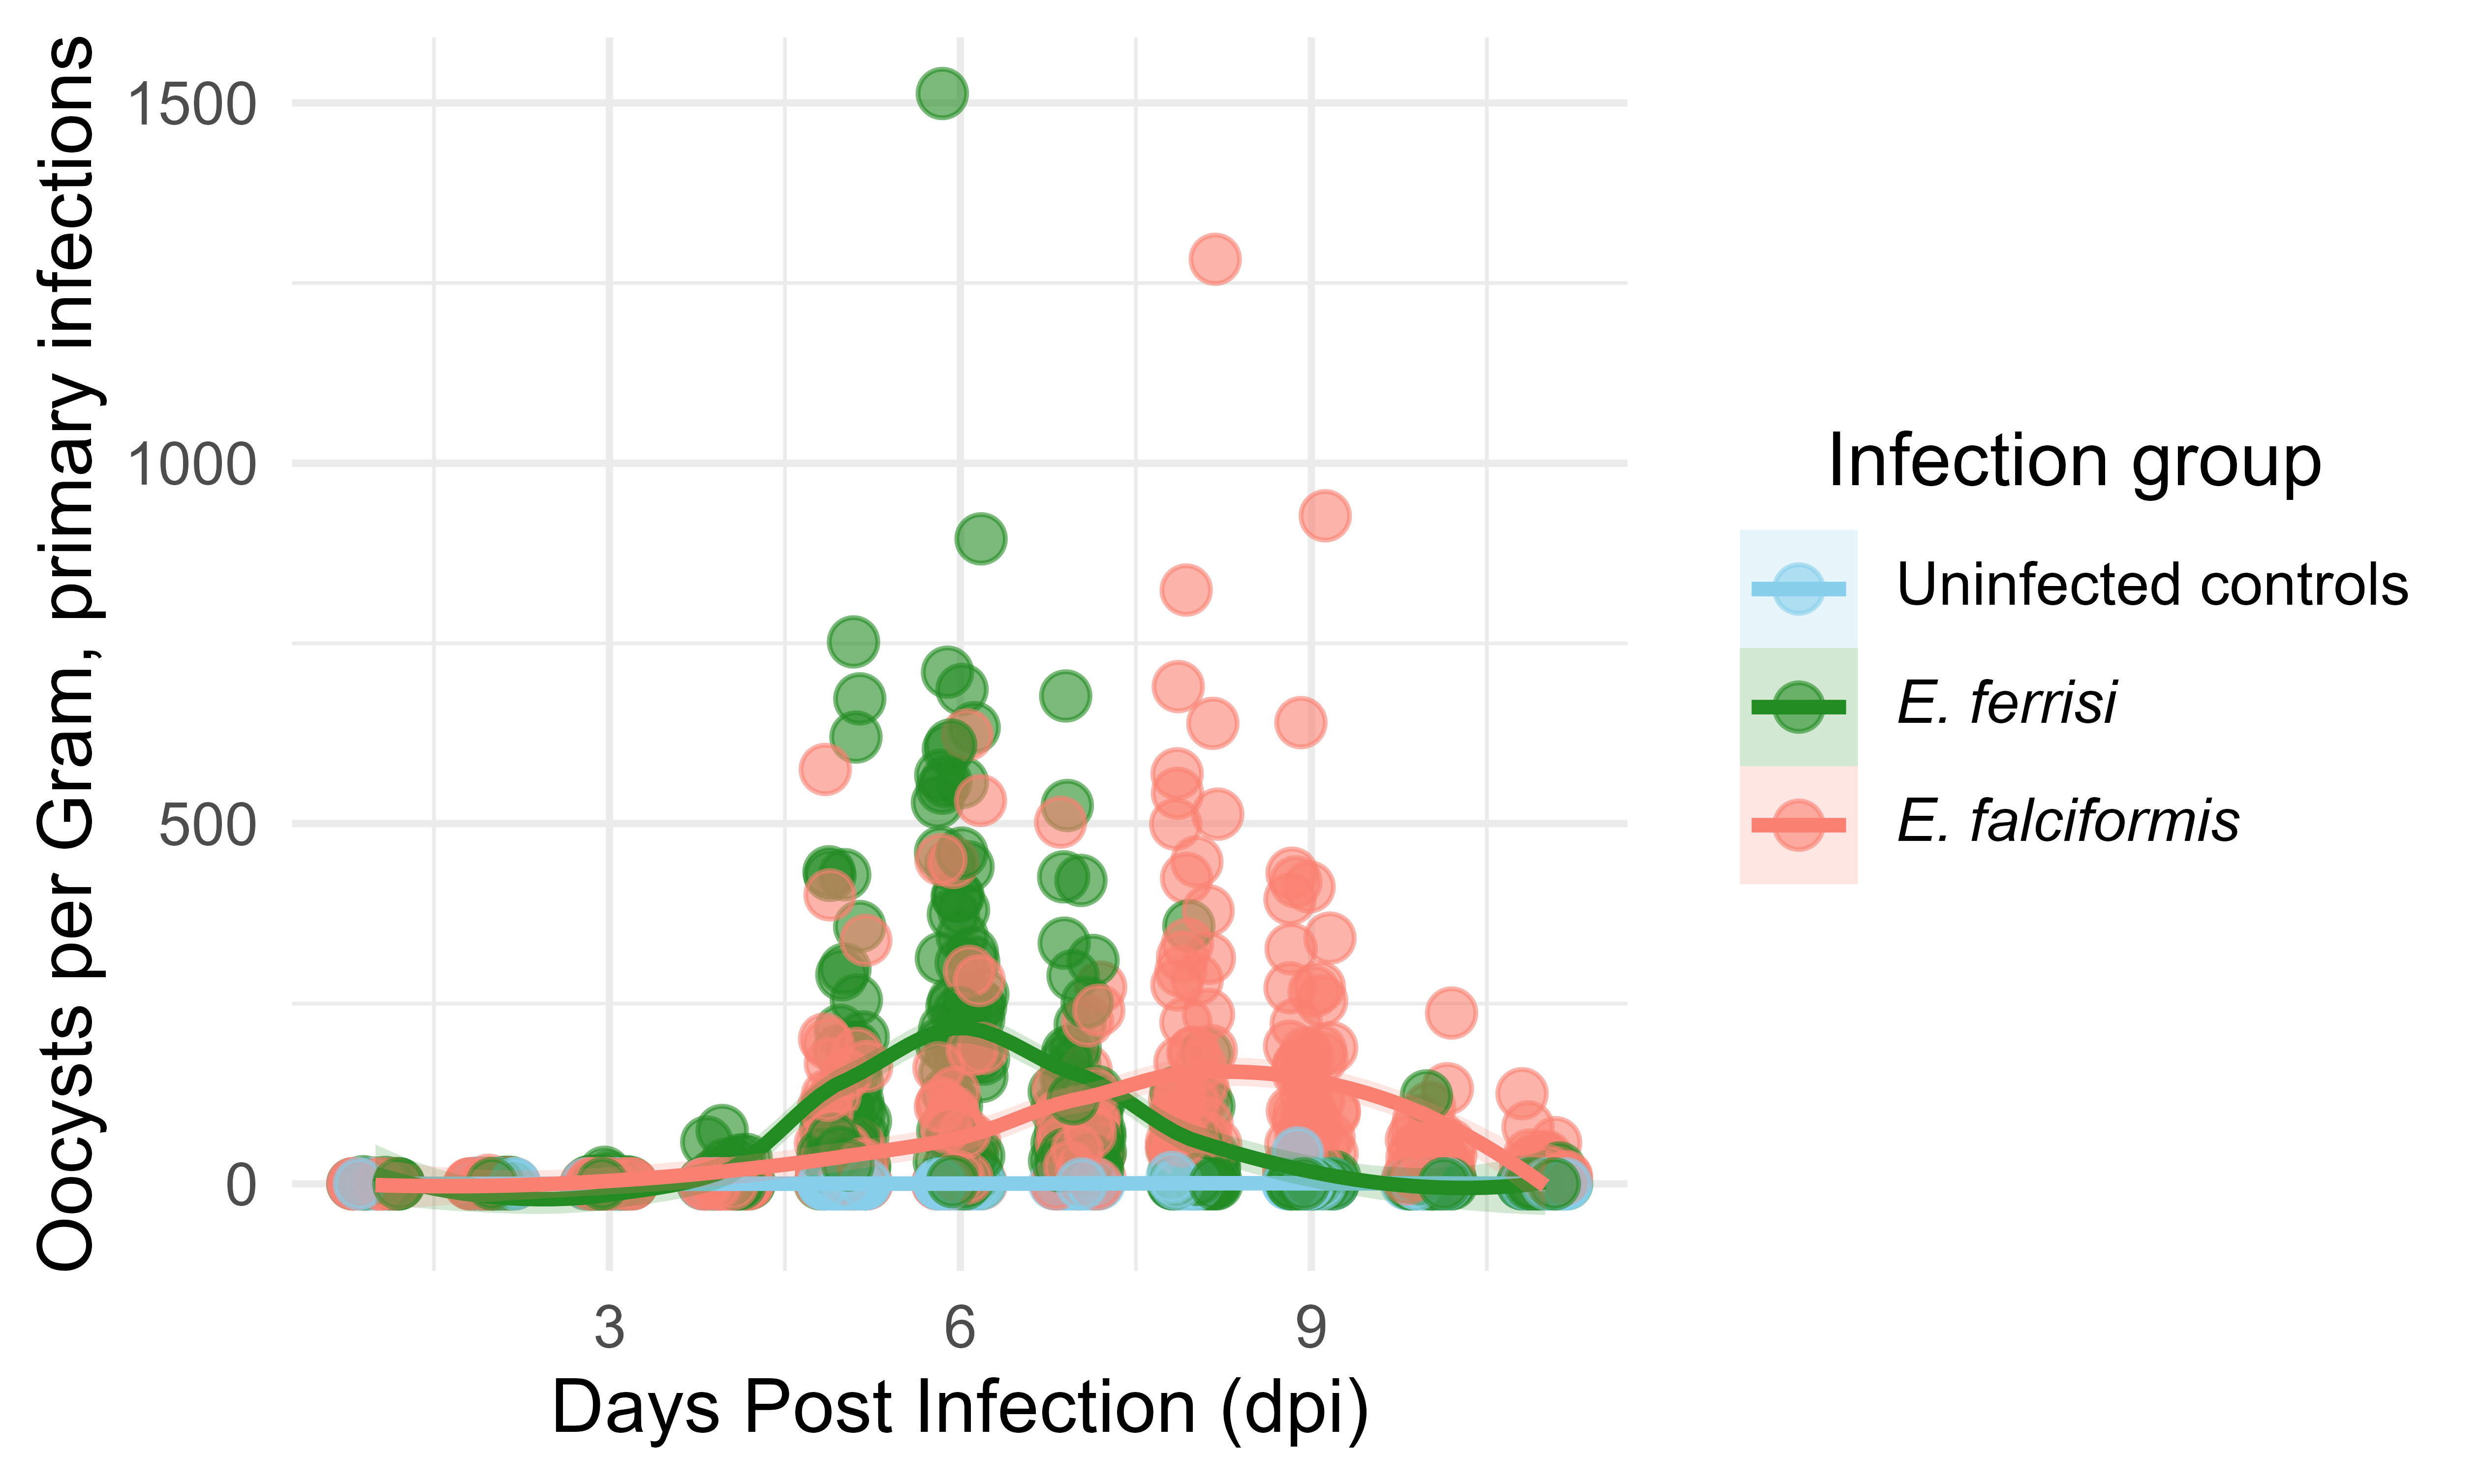 Oocysts per Gram, primary infections
1500
1000
500
0
3 6 9
Days Post Infection (dpi)
Infection group
Uninfected controls
E. ferrisi
E. falciformis